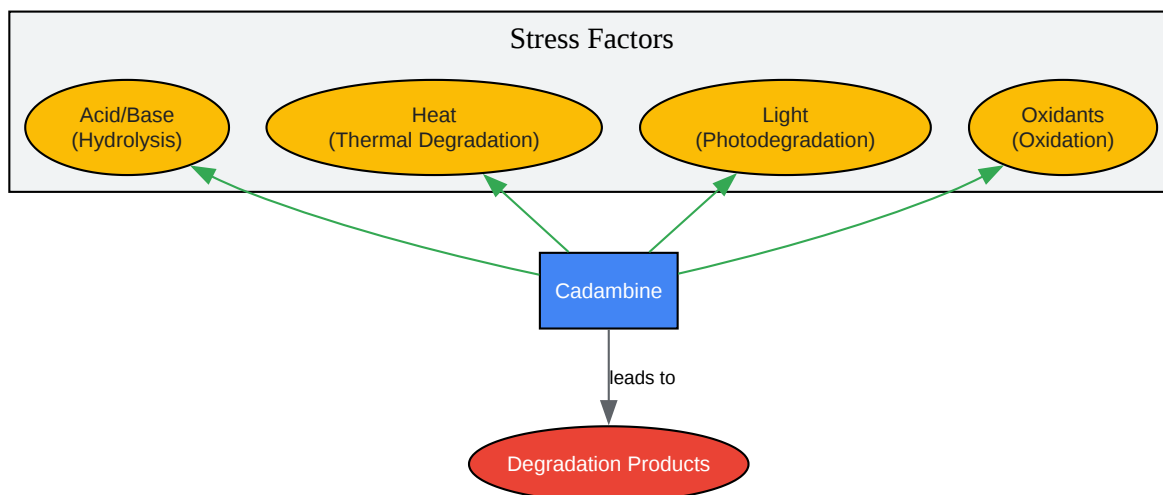 Stress Factors
Acid/Base
(Hydrolysis)
Heat
(Thermal Degradation)
Light
(Photodegradation)
Oxidants
(Oxidation)
Cadambine
leads to
Degradation Products